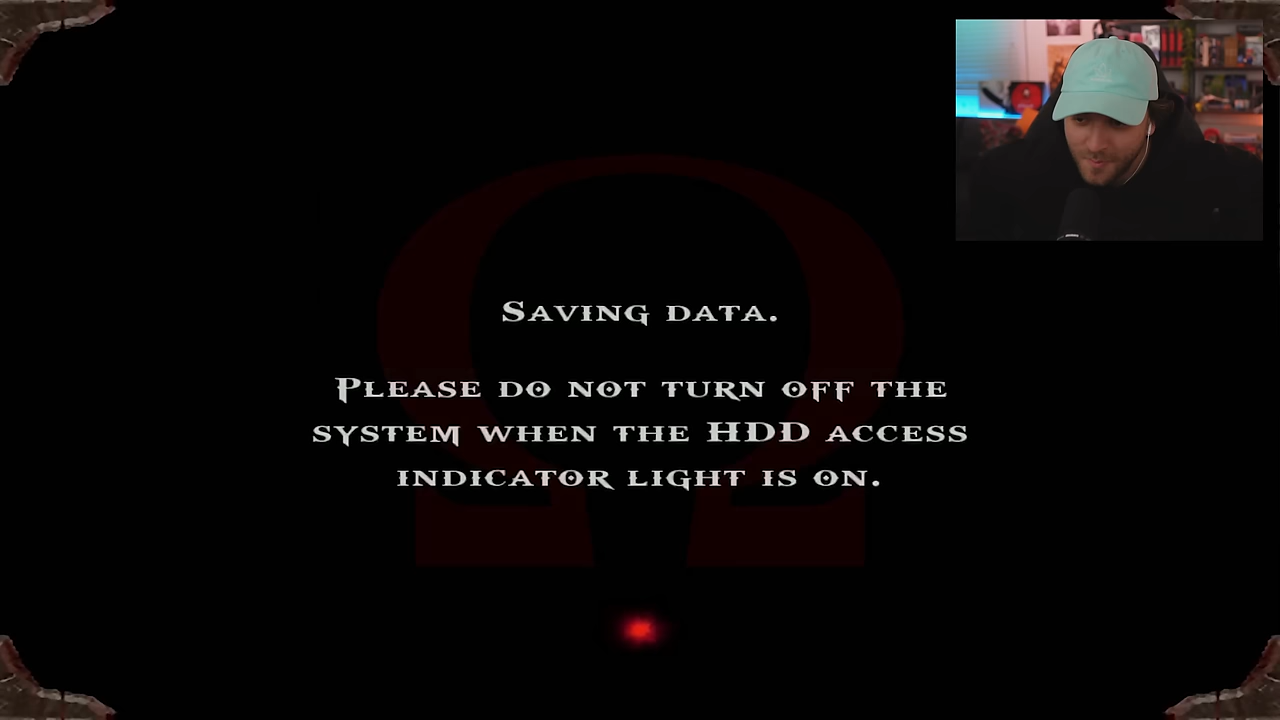 Saving data.
Please do not turn off the
system when the HDD access
indicator light is on.